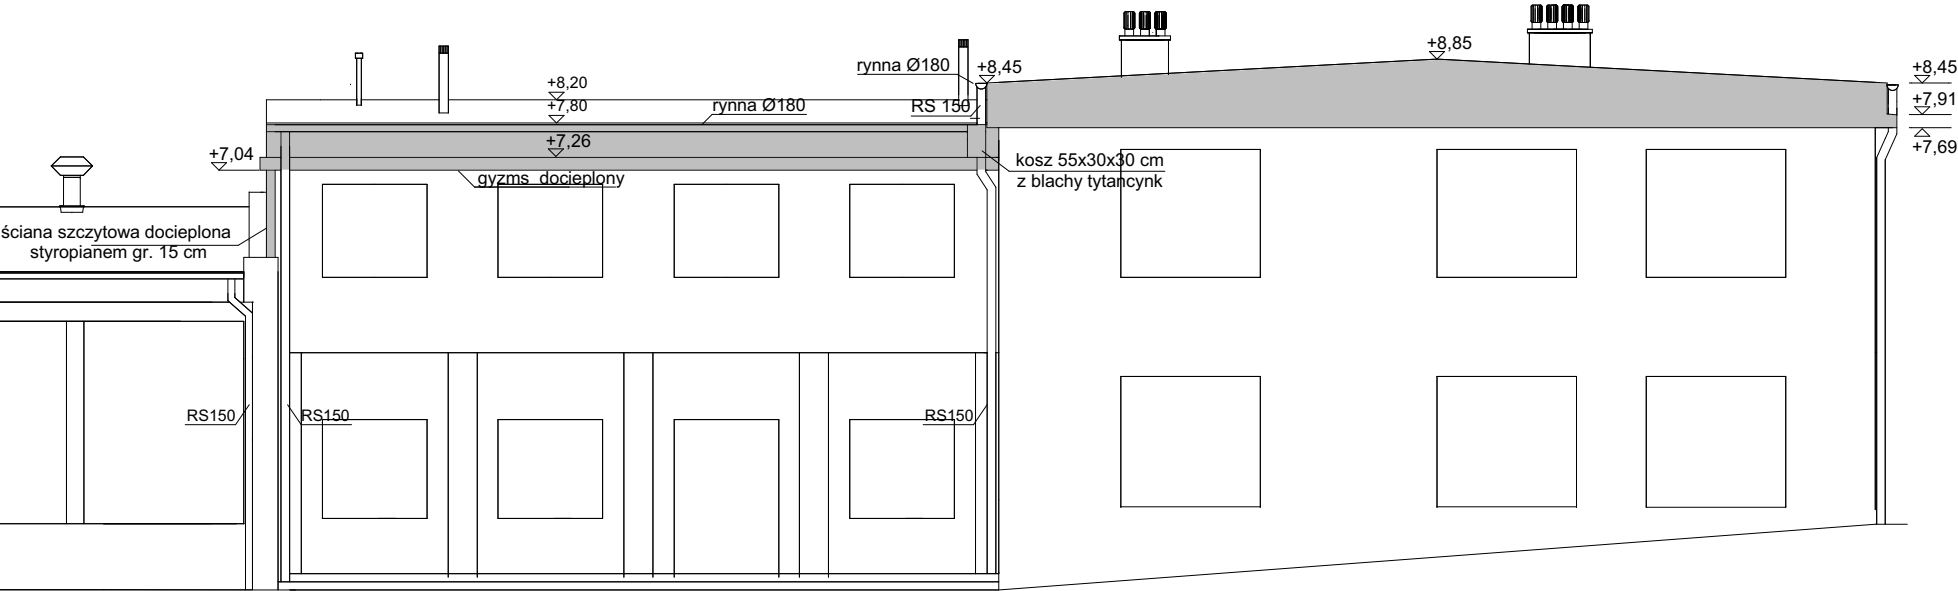 +8,85
rynna Ø180
+8,45
+8,45
+8,20
+7,80
rynna Ø180
RS 150
+7,91
+7,26
+7,69
+7,04
kosz 55x30x30 cm
z blachy tytancynk
gyzms docieplony
ściana szczytowa docieplona
styropianem gr. 15 cm
RS150
RS150
RS150